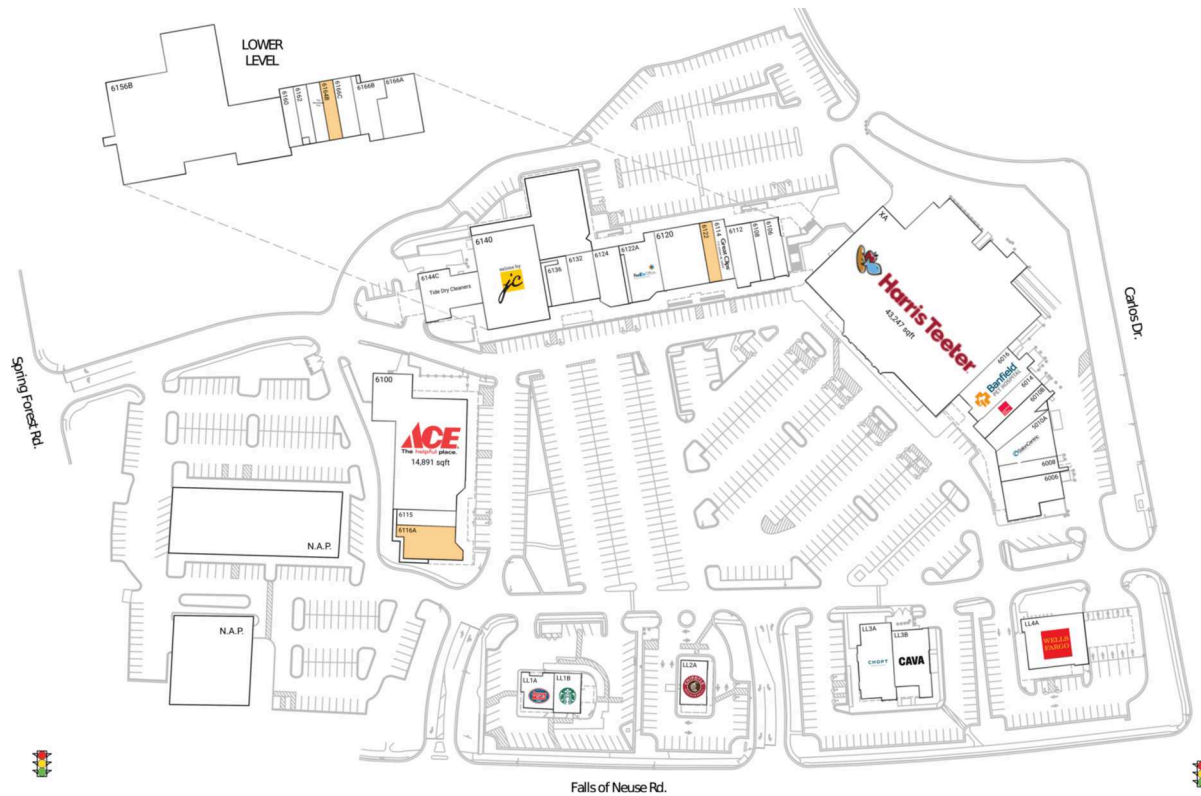 LOWER
LEVEL
6156B
6160
6162
6164B
6166C
6166B
6166A
XA
Harris Teeter
43,247 sqft
6140
jc
6144C
Tide Dry Cleaners
6136
6132
6124
6122A
FedEx Office
6120
6122
6114
Great Clips
6112
6108
6106
Carlos Dr.
Spring Forest Rd.
6016
Banfield
PET HOSPITAL
6014
6010B
6008
6006
6100
ACE
The helpful place.
14,891 sqft
6115
6116A
N.A.P.
N.A.P.
LL1A
LL1B
LL2A
LL3A
CHOPT
LL3B
CAVA
LL4A
WELLS
FARGO
Falls of Neuse Rd.